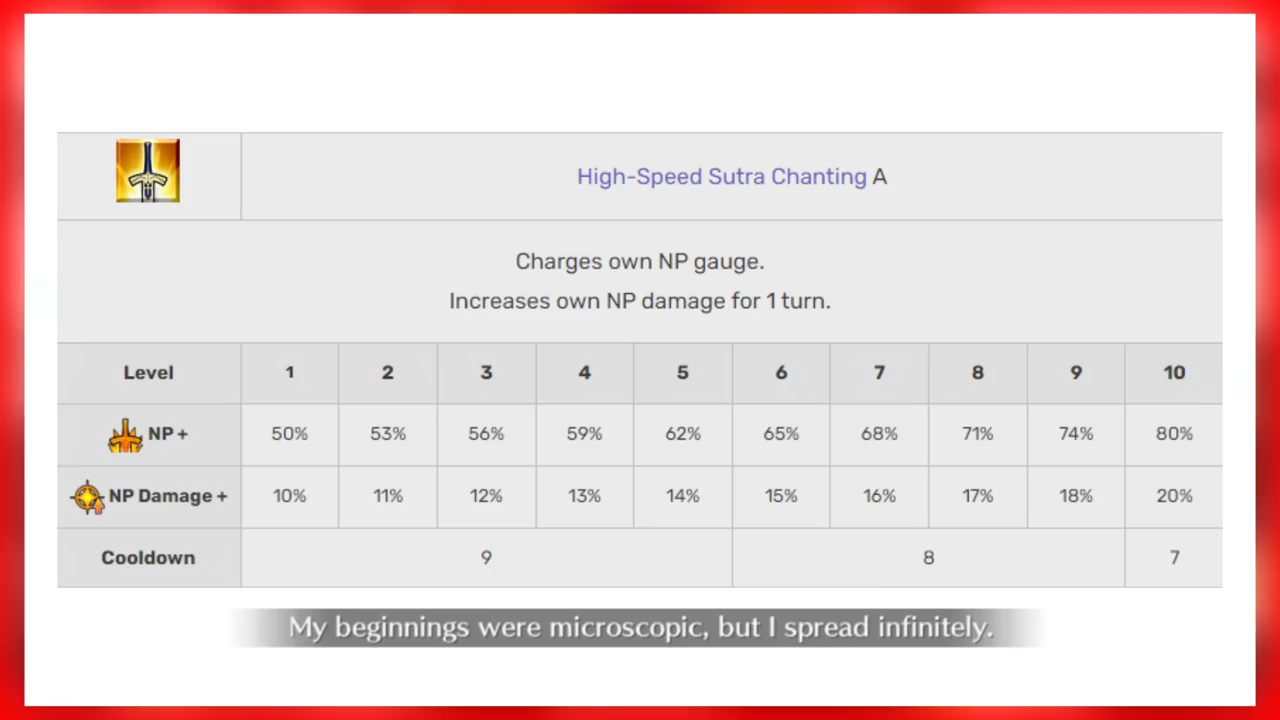 High-Speed Sutra Chanting A
Charges own NP gauge.
Increases own NP damage for 1 turn.
Level 1 2 3 4 5 6 7 8 9 10
NP + 50% 53% 56% 59% 62% 65% 68% 71% 74% 80%
NP Damage + 10% 11% 12% 13% 14% 15% 16% 17% 18% 20%
Cooldown 9 8 7
My beginnings were microscopic, but I spread infinitely.